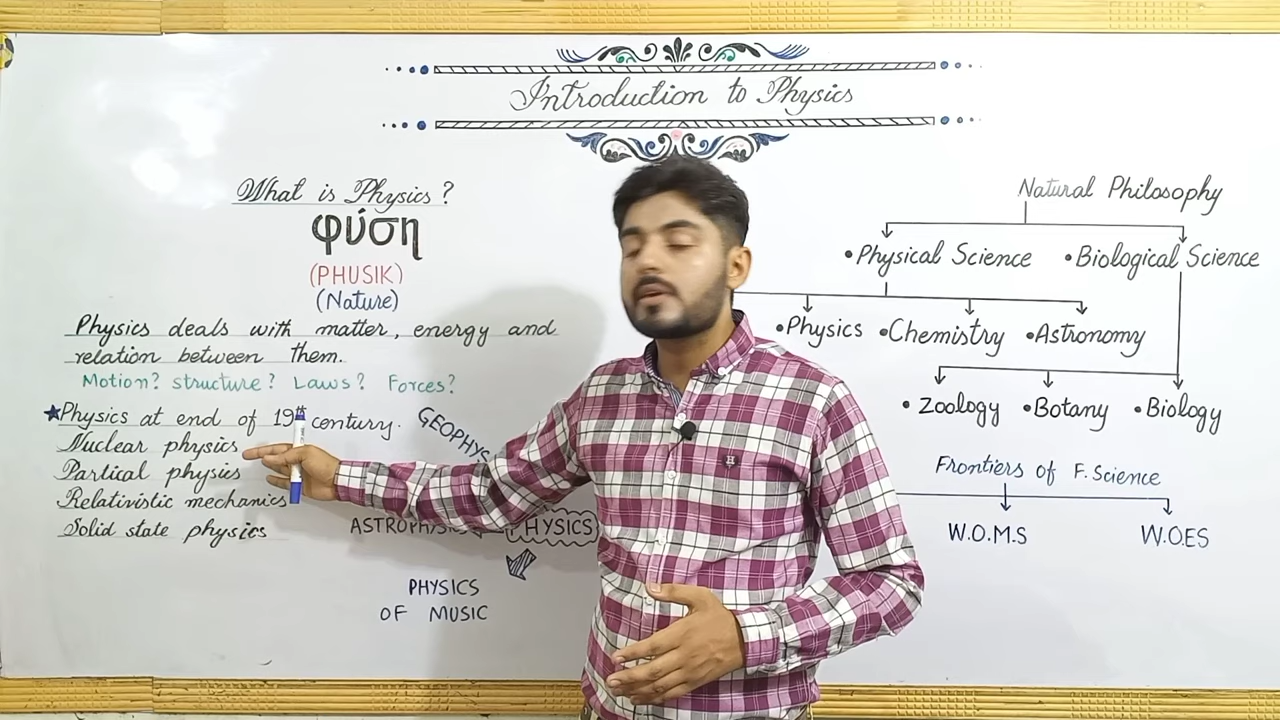 Introduction to Physics
What is Physics?
φύση
(PHUSIK)
(Nature)
Physics deals with matter, energy and
relation between them.
Motion? structure? Laws? Forces?
★Physics at end of 19th century.
Nuclear physics
Partical physics
Relativistic mechanics
Solid state physics
GEOPHYS
ASTROPHYSICS
PHYSICS
PHYSICS
OF MUSIC
Natural Philosophy
•Physical Science •Biological Science
•Physics •Chemistry •Astronomy
•Zoology •Botany •Biology
Frontiers of F. Science
W.O.M.S W.O.ES